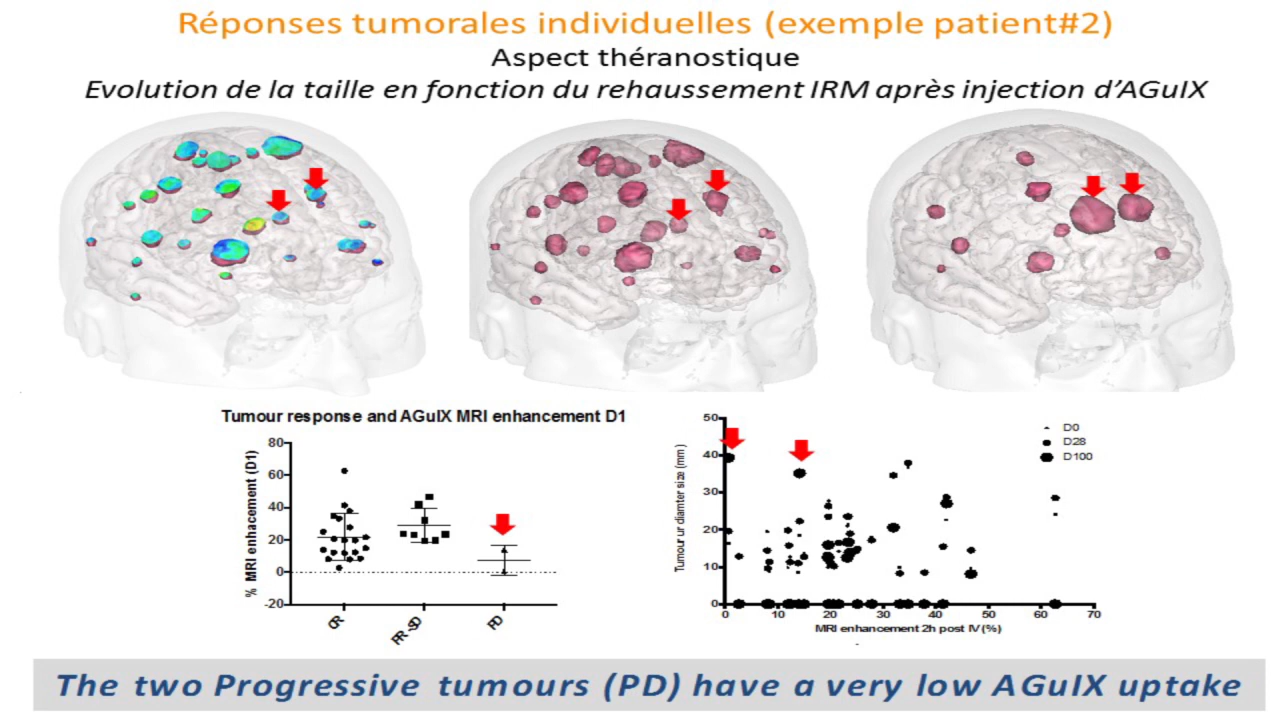 Réponses tumorales individuelles (exemple patient#2)
Aspect théranostique
Evolution de la taille en fonction du rehaussement IRM après injection d'AGuIX
Tumour response and AGuIX MRI enhancement D1
% MRI enhacement (D1)
80
60
40
20
0
-20
CR
PR-SD
PD
Tumour ur diamter size (mm)
50
40
30
20
10
0
0
10
20
30
40
50
60
70
MRI enhancement 2h post IV (%)
D0
D28
D100
The two Progressive tumours (PD) have a very low AGuIX uptake